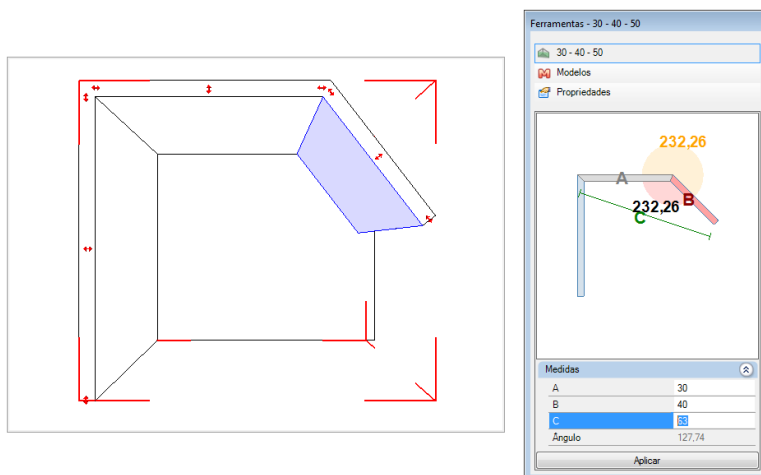 Ferramentas - 30 - 40 - 50
30 - 40 - 50
Modelos
Propriedades
232,26
A
B
232,26
C
Medidas
A 30
B 40
C 63
Ângulo 127,74
Aplicar